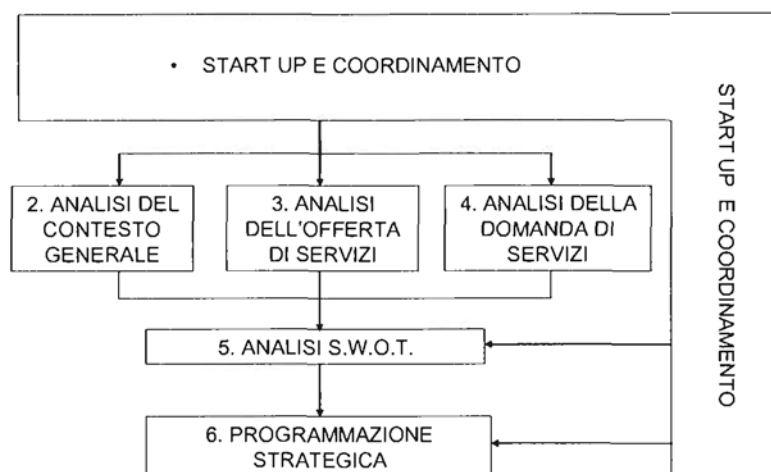 • START UP E COORDINAMENTO
START UP E COORDINAMENTO
2. ANALISI DEL
CONTESTO
GENERALE
3. ANALISI
DELL'OFFERTA
DI SERVIZI
4. ANALISI DELLA
DOMANDA DI
SERVIZI
5. ANALISI S.W.O.T.
6. PROGRAMMAZIONE
STRATEGICA